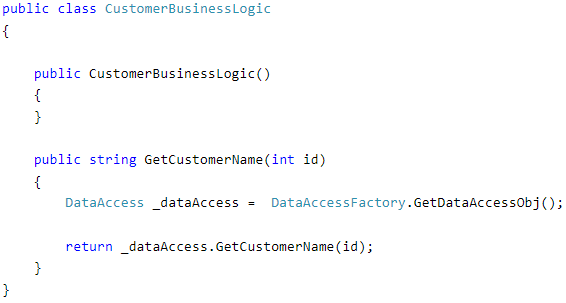 public class CustomerBusinessLogic
{
public CustomerBusinessLogic()
{
}
public string GetCustomerName(int id)
{
DataAccess _dataAccess =  DataAccessFactory.GetDataAccessObj();
return _dataAccess.GetCustomerName(id);
}
}